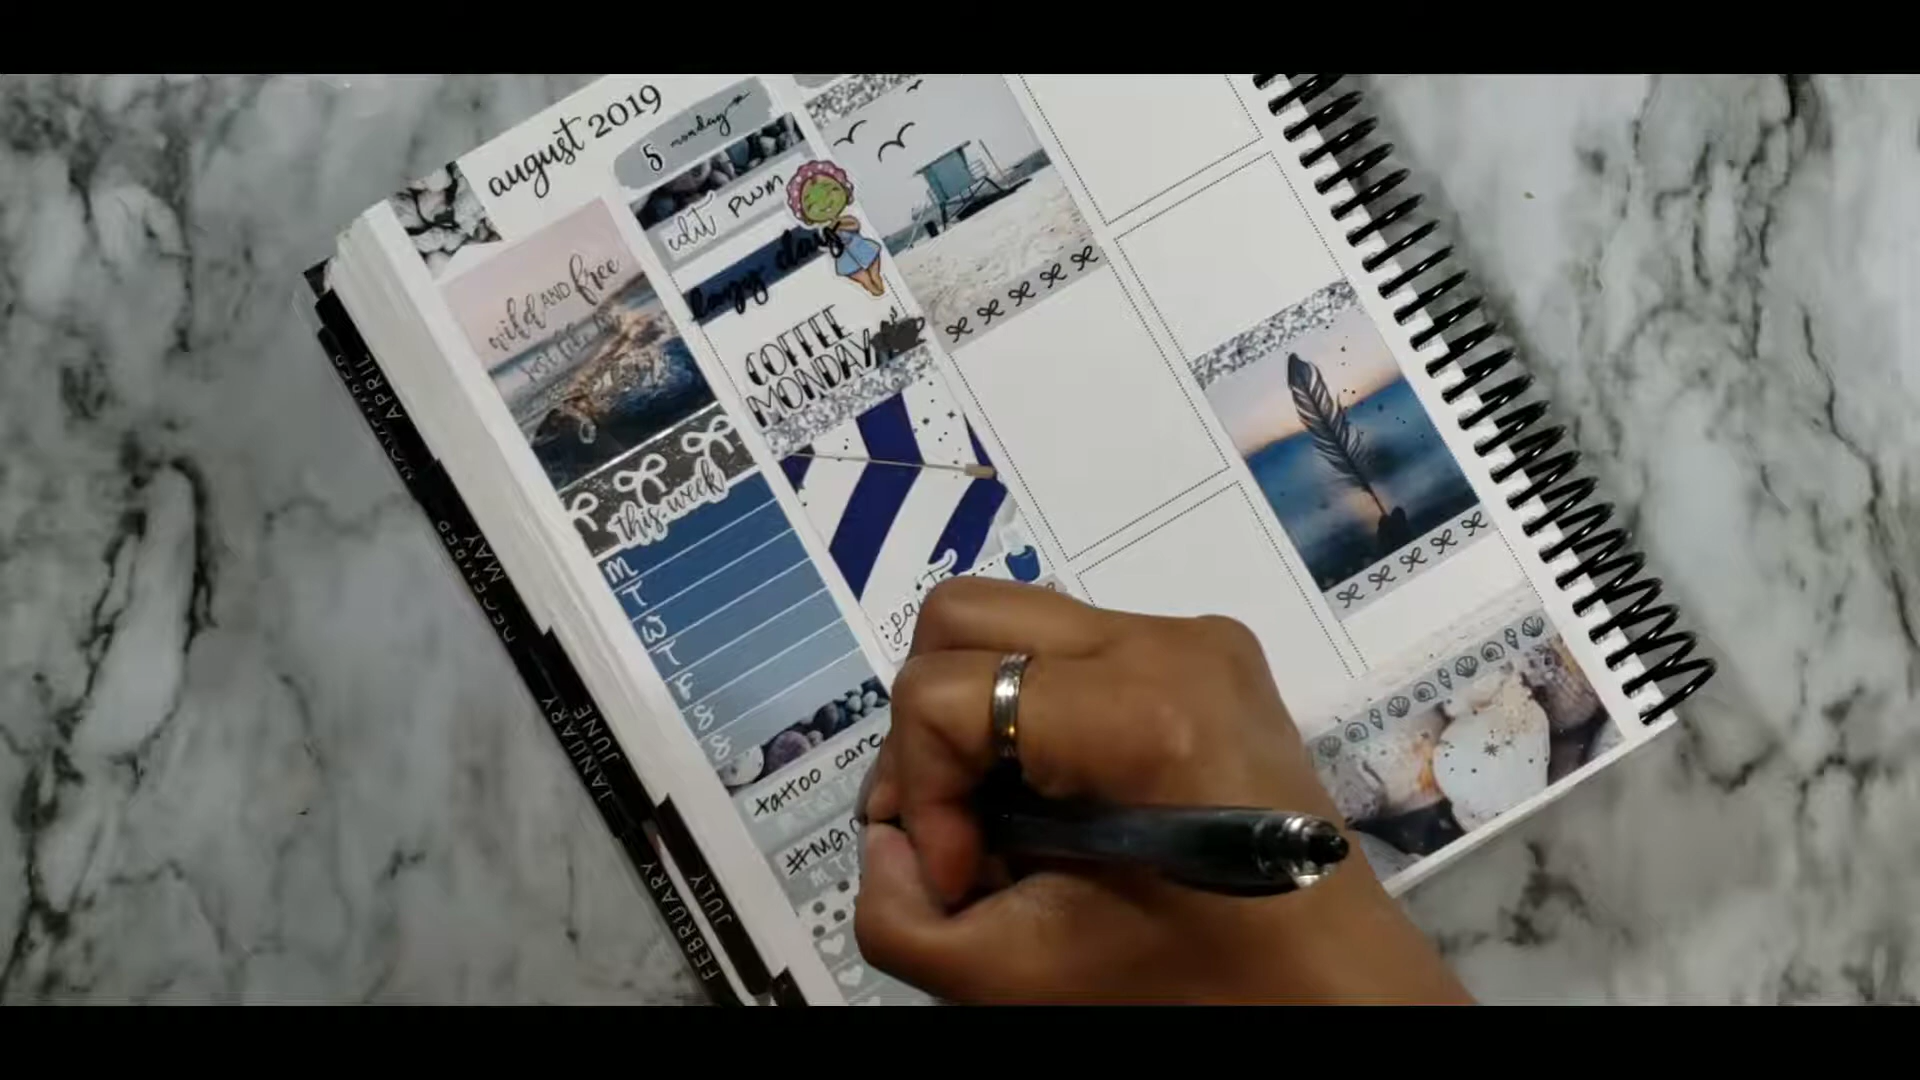 august 2019
5 monday
edit pwm
lazy day
COFFEE
MONDAY
wild AND free
this week
M
T
W
T
tattoo care
APRIL
MAY
DECEMBER
JANUARY
JUNE
FEBRUARY
JULY